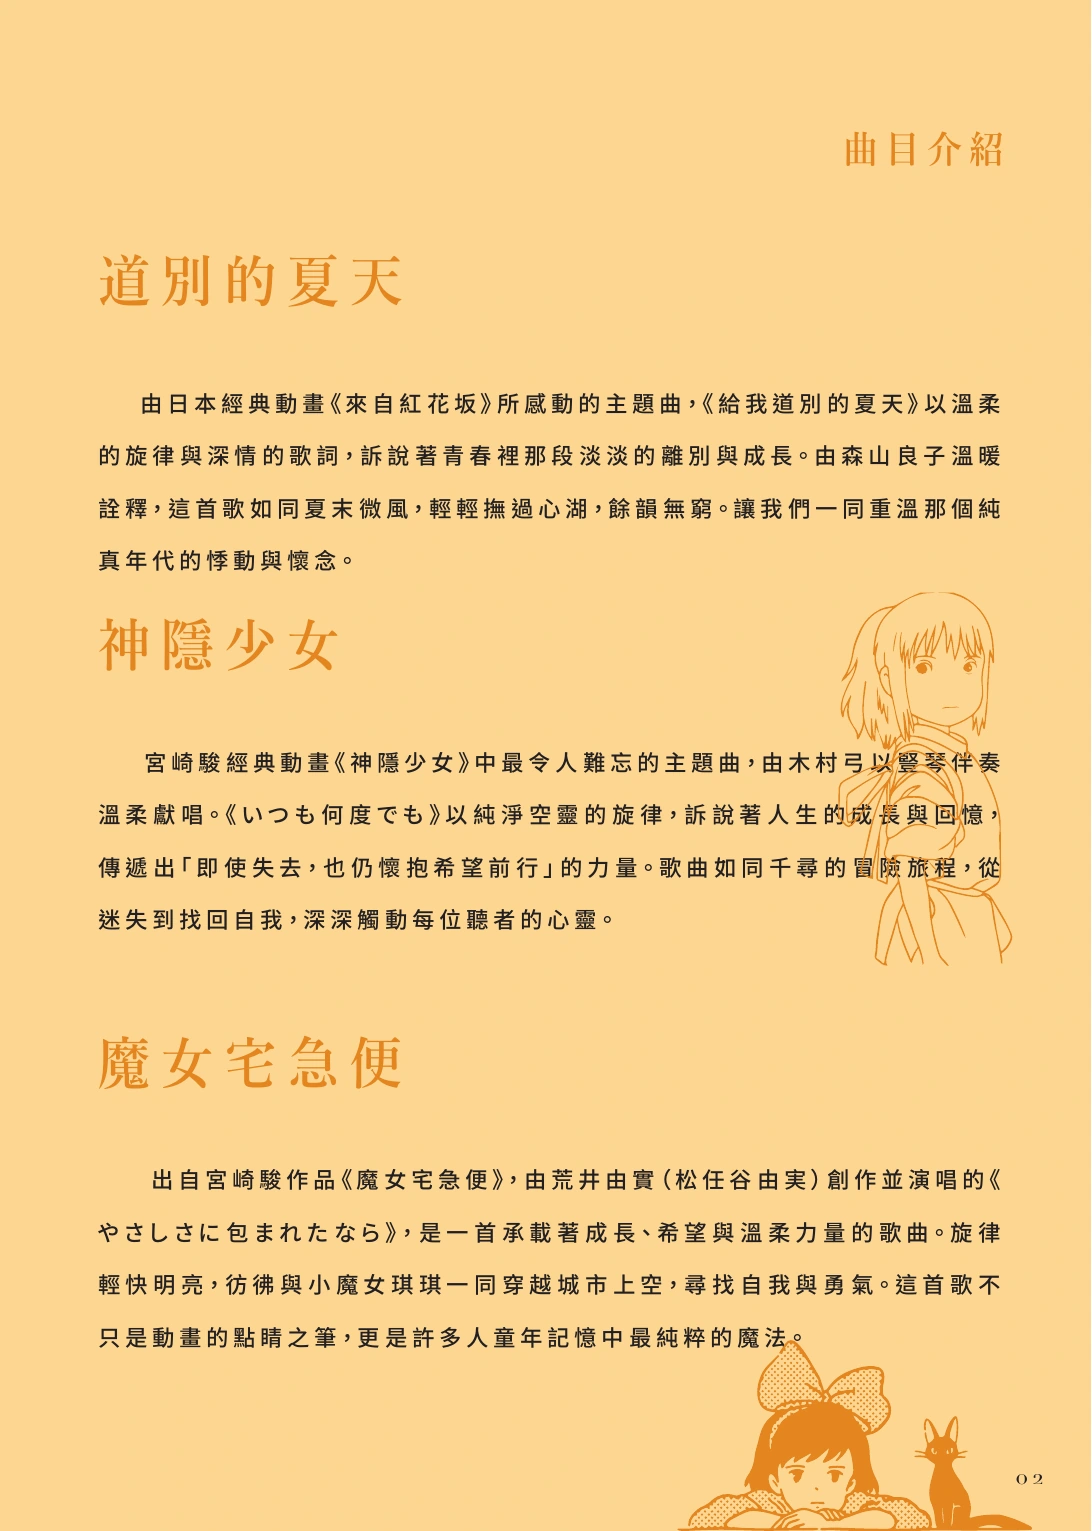 曲目介紹
道別的夏天
由日本經典動畫《來自紅花坂》所感動的主題曲，《給我道別的夏天》以溫柔
的旋律與深情的歌詞，訴說著青春裡那段淡淡的離別與成長。由森山良子溫暖
詮釋，這首歌如同夏末微風，輕輕撫過心湖，餘韻無窮。讓我們一同重溫那個純
真年代的悸動與懷念。
神隱少女
宮崎駿經典動畫《神隱少女》中最令人難忘的主題曲，由木村弓以豎琴伴奏
溫柔獻唱。《いつも何度でも》以純淨空靈的旋律，訴說著人生的成長與回憶，
傳遞出「即使失去，也仍懷抱希望前行」的力量。歌曲如同千尋的冒險旅程，從
迷失到找回自我，深深觸動每位聽者的心靈。
魔女宅急便
出自宮崎駿作品《魔女宅急便》，由荒井由實（松任谷由実）創作並演唱的《
やさしさに包まれたなら》，是一首承載著成長、希望與溫柔力量的歌曲。旋律
輕快明亮，彷彿與小魔女琪琪一同穿越城市上空，尋找自我與勇氣。這首歌不
只是動畫的點睛之筆，更是許多人童年記憶中最純粹的魔法。
02